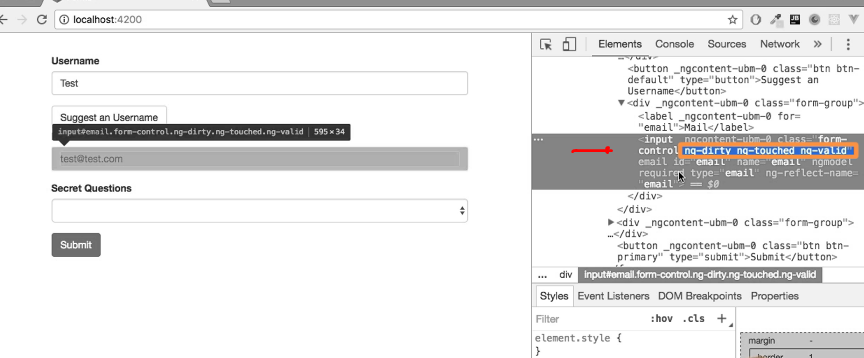 localhost:4200
Username
Test
Suggest an Username
input#email.form-control.ng-dirty.ng-touched.ng-valid | 595 × 34
test@test.com
Secret Questions
Submit
Elements Console Sources Network »
…</div>
<button _ngcontent-ubm-0 class="btn btn-
default" type="button">Suggest an
Username</button>
▼<div _ngcontent-ubm-0 class="form-group">
<label _ngcontent-ubm-0 for=
"email">Mail</label>
… <input _ngcontent-ubm-0 class="form-
control ng-dirty ng-touched ng-valid"
email id="email" name="email" ngmodel
required type="email" ng-reflect-name=
"email"> == $0
</div>
</div>
▶<div _ngcontent-ubm-0 class="form-group">
…</div>
<button _ngcontent-ubm-0 class="btn btn-
primary" type="submit">Submit</button>
... div input#email.form-control.ng-dirty.ng-touched.ng-valid
Styles Event Listeners DOM Breakpoints Properties
Filter :hov .cls +
element.style {
}
margin -
border 1